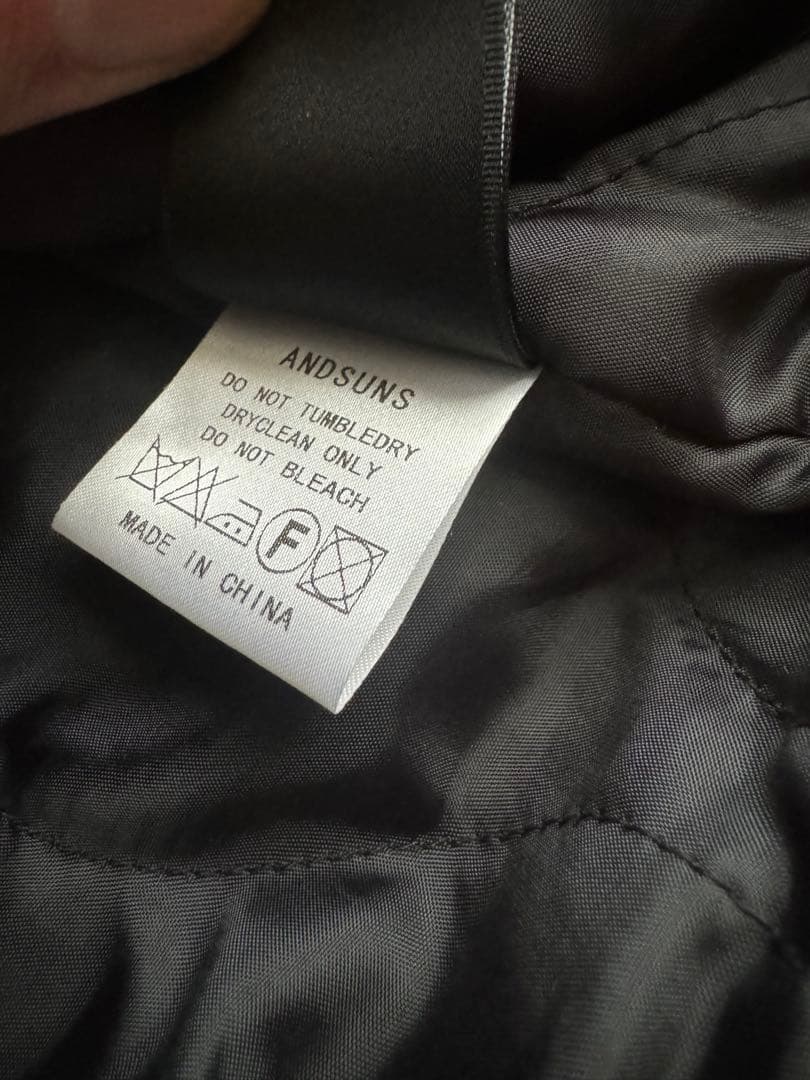 ANDSUNS
DO NOT TUMBLEDRY
DRYCLEAN ONLY
DO NOT BLEACH
F
MADE IN CHINA